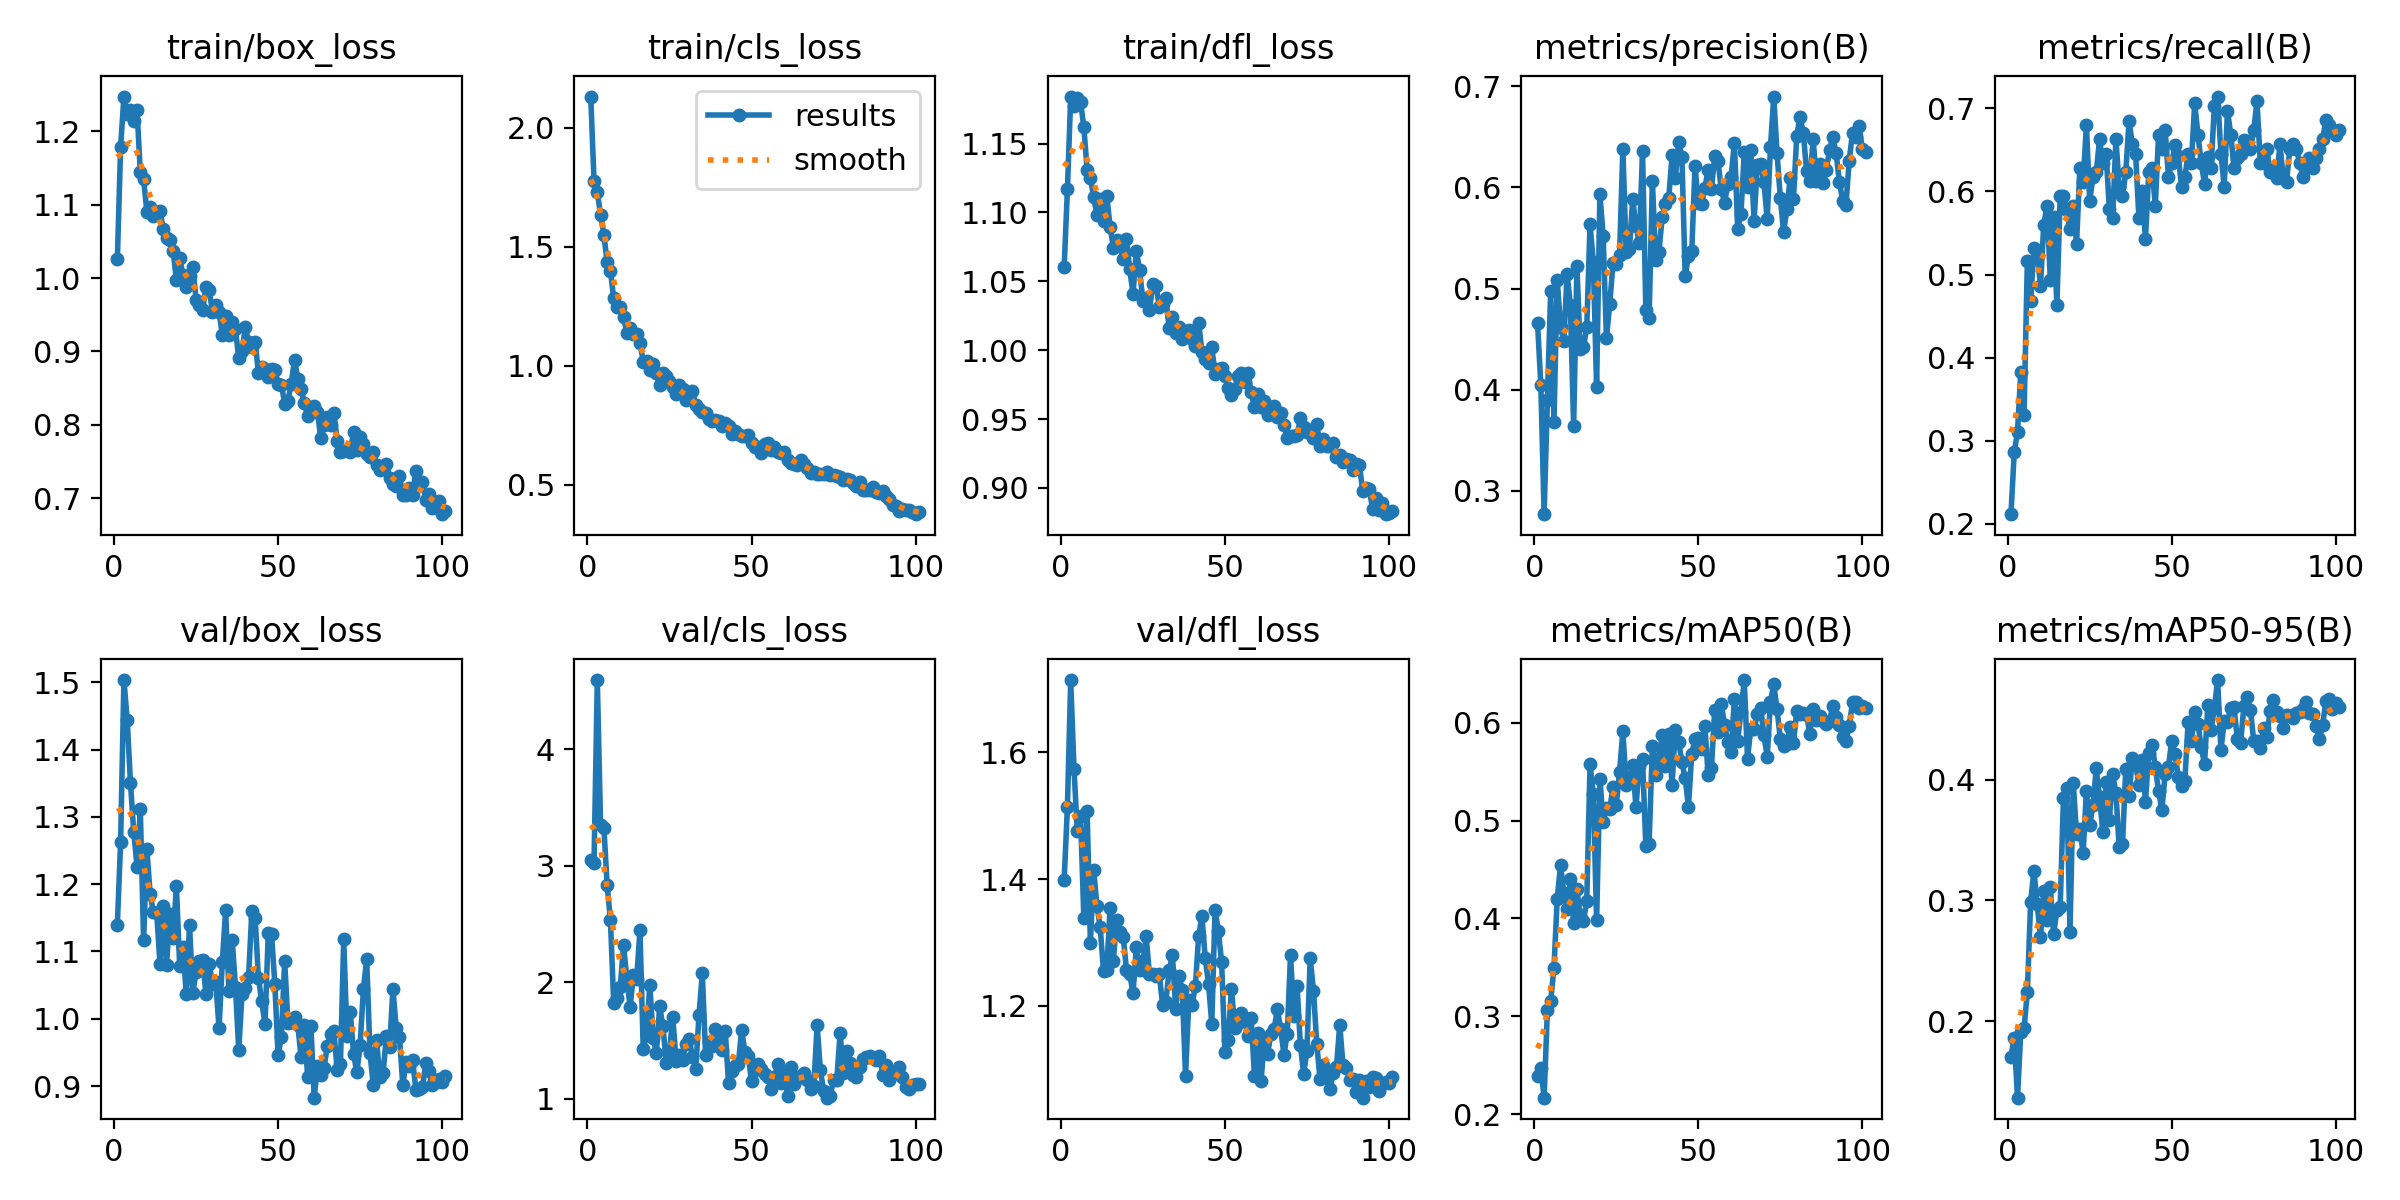 train/box_loss
1.2
1.1
1.0
0.9
0.8
0.7
0 50 100
train/cls_loss
results
smooth
2.0
1.5
1.0
0.5
0 50 100
train/dfl_loss
1.15
1.10
1.05
1.00
0.95
0.90
0 50 100
metrics/precision(B)
0.7
0.6
0.5
0.4
0.3
0 50 100
metrics/recall(B)
0.7
0.6
0.5
0.4
0.3
0.2
0 50 100
val/box_loss
1.5
1.4
1.3
1.2
1.1
1.0
0.9
0 50 100
val/cls_loss
4
3
2
1
0 50 100
val/dfl_loss
1.6
1.4
1.2
0 50 100
metrics/mAP50(B)
0.6
0.5
0.4
0.3
0.2
0 50 100
metrics/mAP50-95(B)
0.4
0.3
0.2
0 50 100